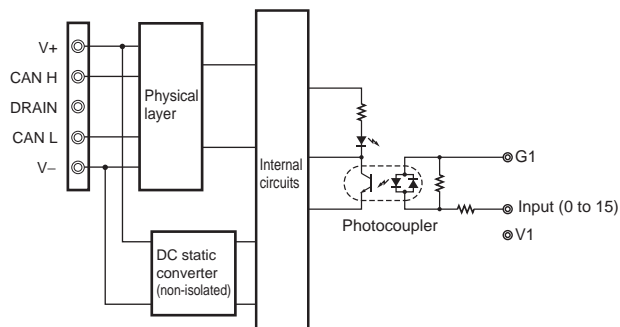 V+
CAN H
DRAIN
CAN L
V–
Physical
layer
DC static
converter
(non-isolated)
Internal
circuits
Photocoupler
G1
Input (0 to 15)
V1